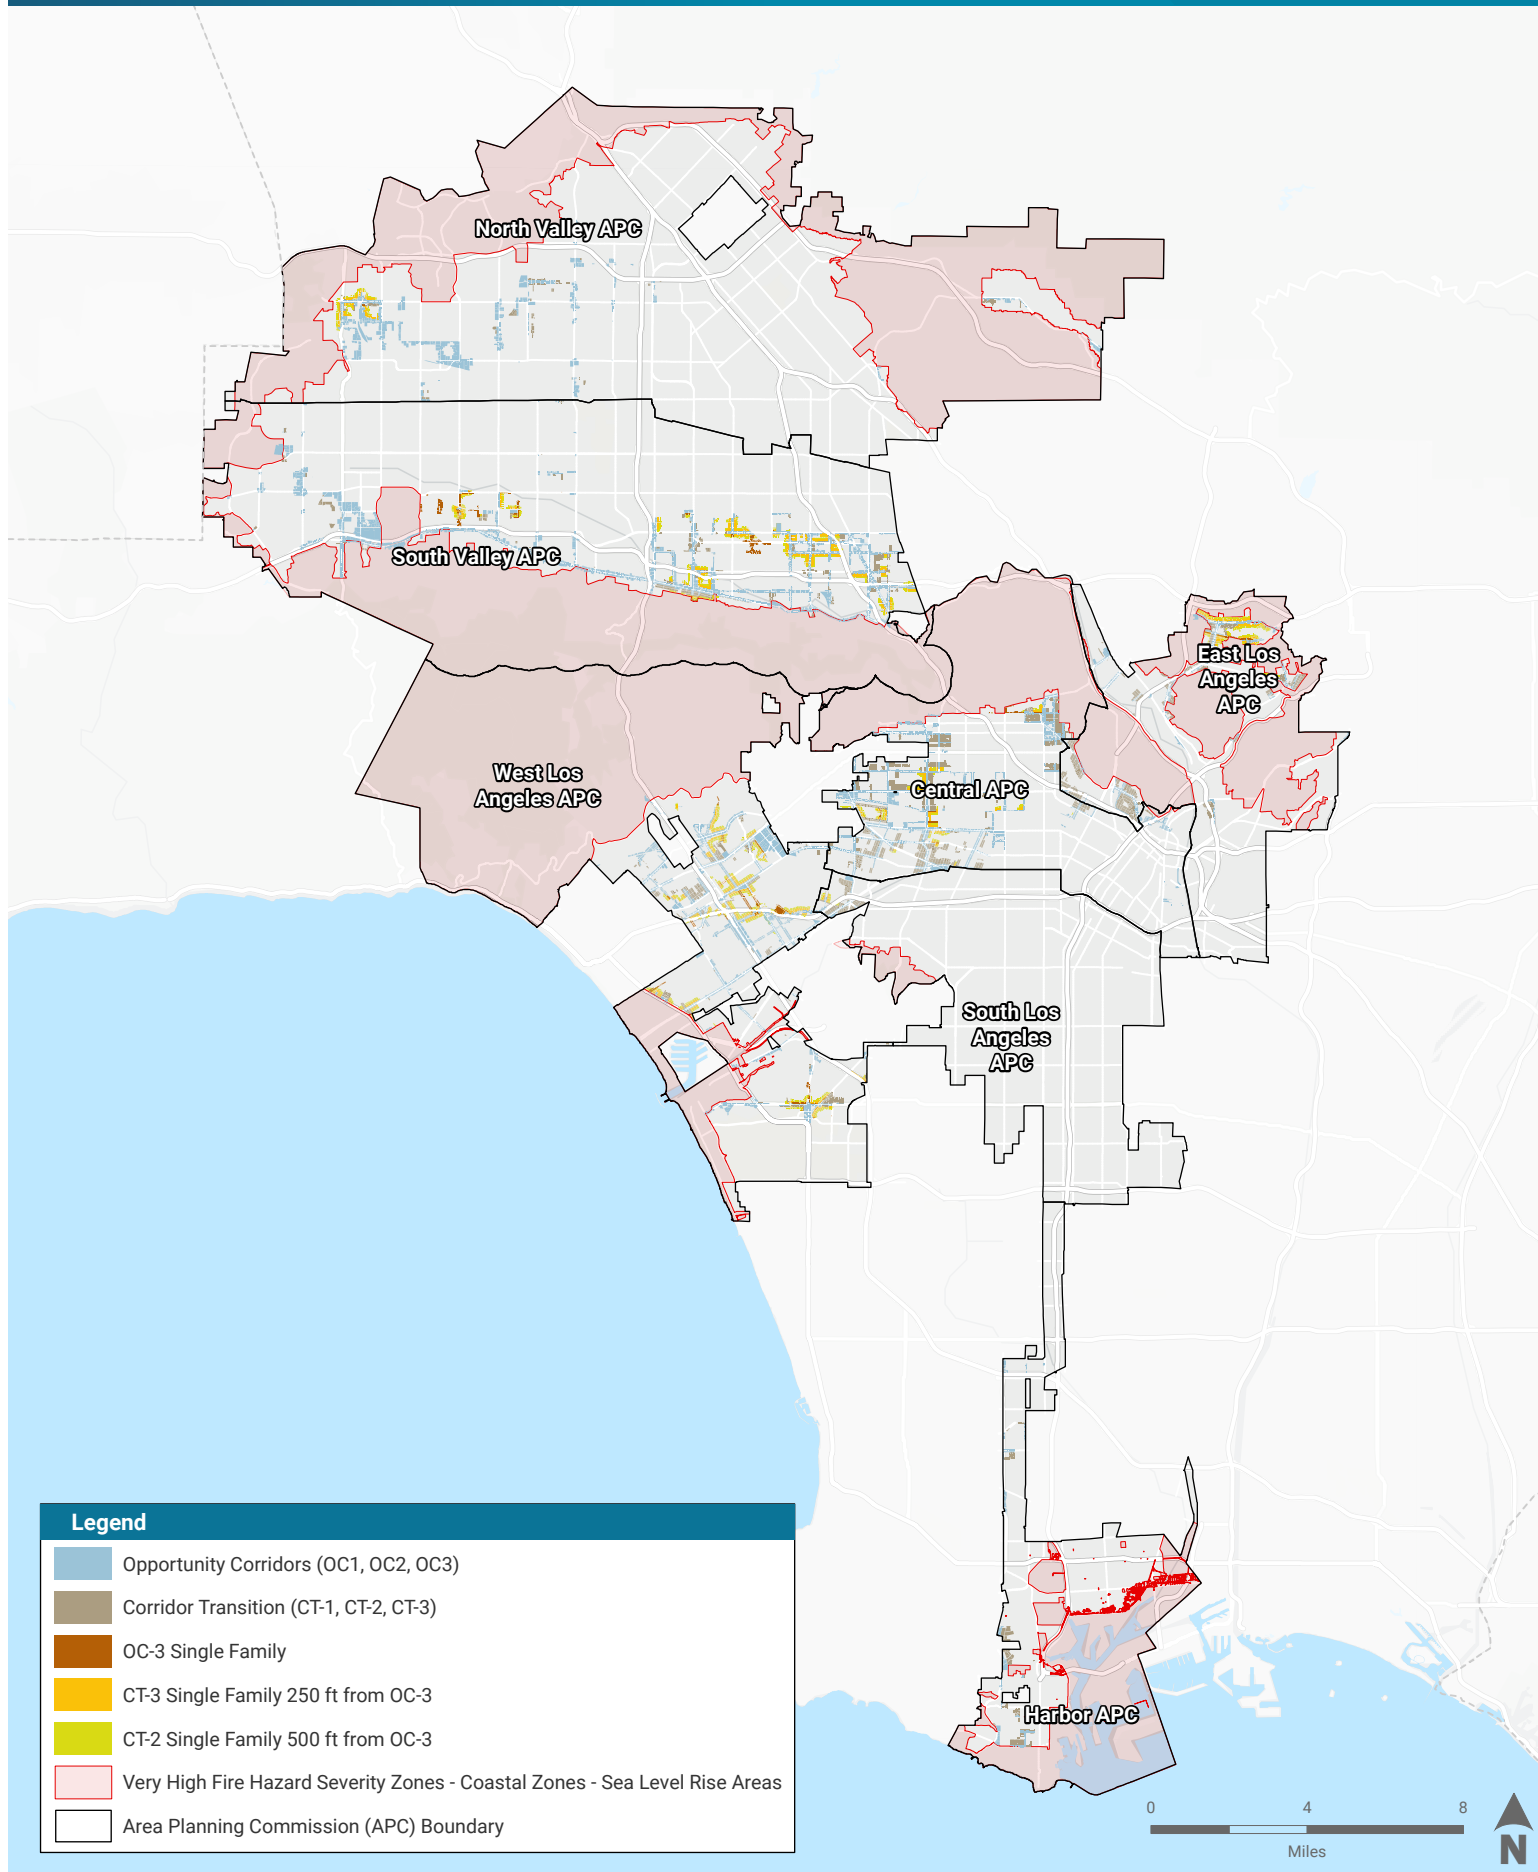 North Valley APC
South Valley APC
East Los
Angeles
APC
West Los
Angeles APC
Central APC
South Los
Angeles
APC
Harbor APC
Legend
Opportunity Corridors (OC1, OC2, OC3)
Corridor Transition (CT-1, CT-2, CT-3)
OC-3 Single Family
CT-3 Single Family 250 ft from OC-3
CT-2 Single Family 500 ft from OC-3
Very High Fire Hazard Severity Zones - Coastal Zones - Sea Level Rise Areas
Area Planning Commission (APC) Boundary
0 4 8
Miles
N